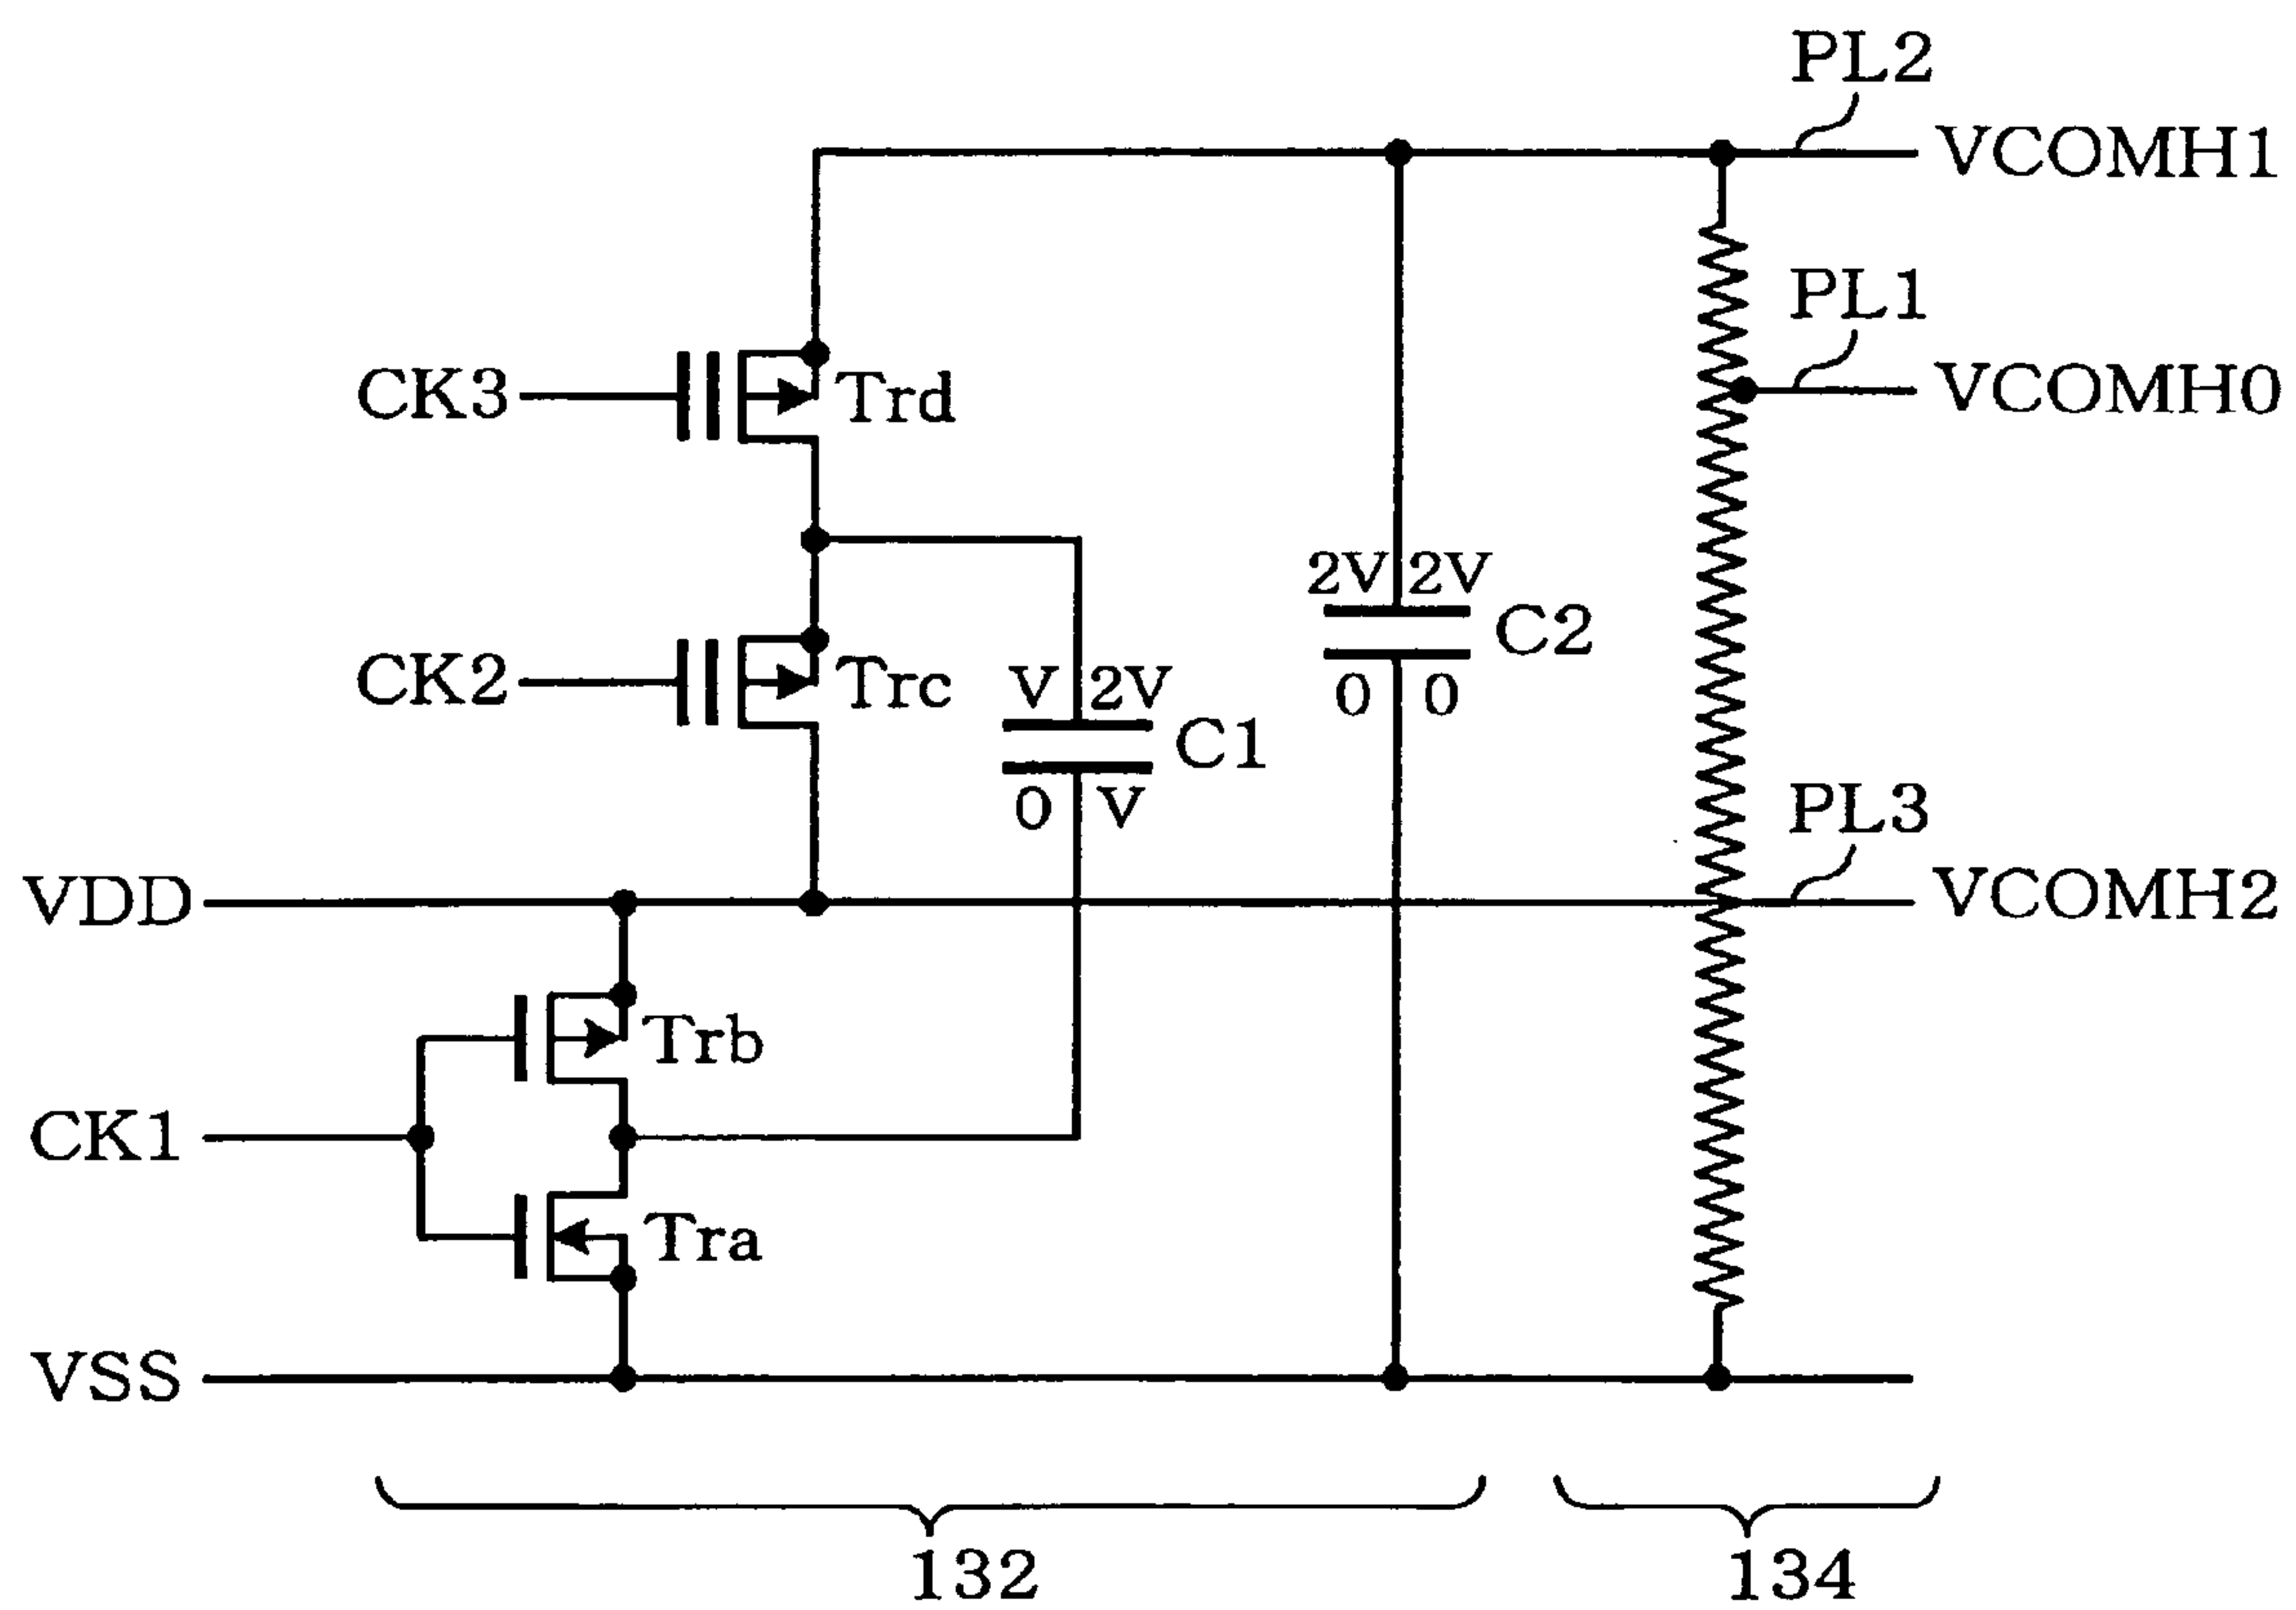 PL2
VCOMH1
PL1
CK3
Trd
VCOMH0
2V 2V
C2
CK2
Trc
V 2V
0 0
C1
0 V
PL3
VDD
VCOMH2
Trb
CK1
Tra
VSS
132
134